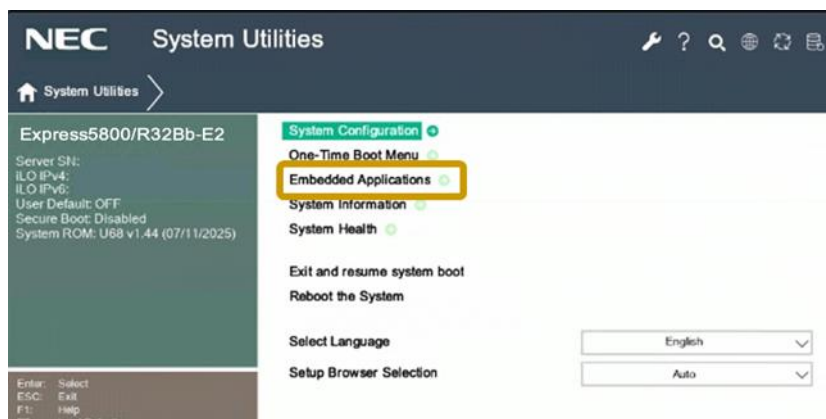 NEC System Utilities
System Utilities
Express5800/R32Bb-E2
Server SN:
iLO IPv4:
iLO IPv6:
User Default: OFF
Secure Boot: Disabled
System ROM: U68 v1.44 (07/11/2025)
System Configuration
One-Time Boot Menu
Embedded Applications
System Information
System Health
Exit and resume system boot
Reboot the System
Select Language English
Setup Browser Selection Auto
Enter: Select
ESC: Exit
F1: Help